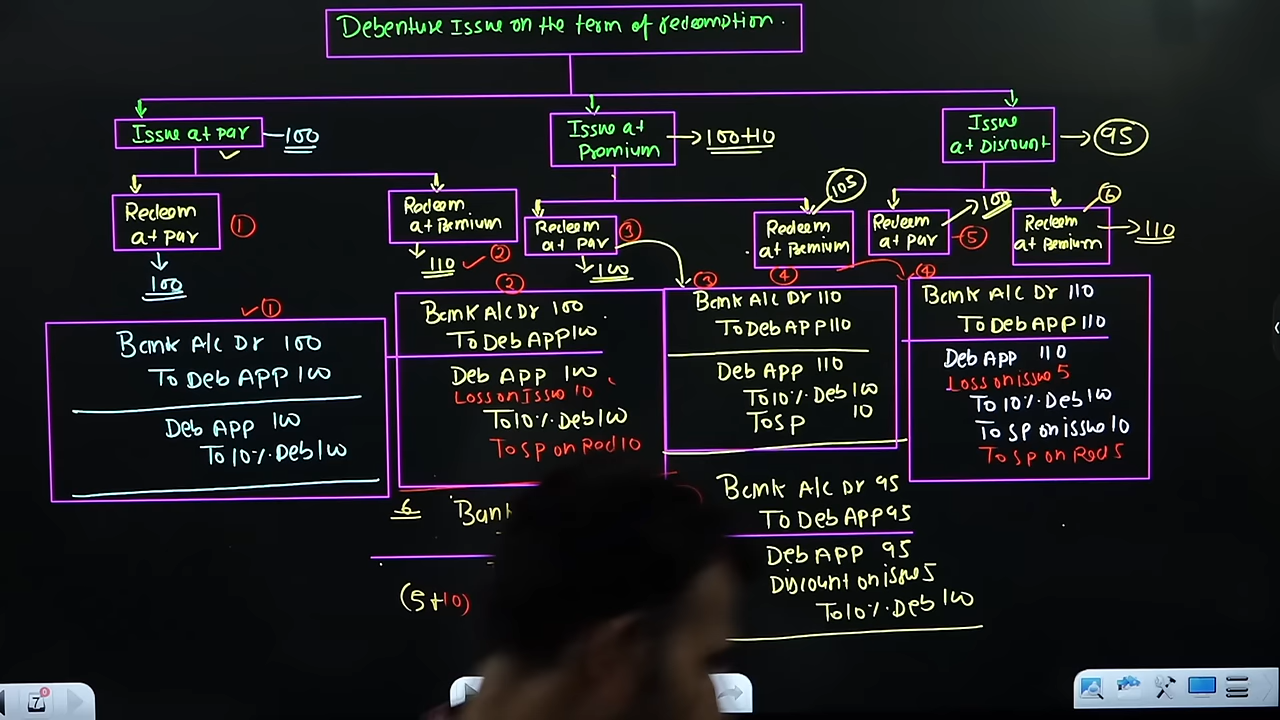 Debenture Issue on the term of redemption.
Issue at par
100
Issue at
Premium
100+10
Issue
at Discount
95
Redeem
at par
1
100
Redeem
at Premium
110
2
Redeem
at par
3
100
Redeem
at Premium
105
4
Redeem
at par
100
5
Redeem
at Premium
6
110
1
Bank A/C Dr 100
To Deb APP 100
Deb APP 100
To 10% Deb 100
2
Bank A/C Dr 100
To Deb APP 100
Deb APP 100
Loss on Issue 10
To 10% Deb 100
To SP on Red 10
3
Bank A/C Dr 110
To Deb APP 110
Deb APP 110
To 10% Deb 100
To SP 10
4
Bank A/C Dr 110
To Deb APP 110
Deb APP 110
Loss on issue 5
To 10% Deb 100
To SP on issue 10
To SP on Red 5
6
Bank
(5+10)
Bank A/C Dr 95
To Deb APP 95
Deb APP 95
Discount on issue 5
To 10% Deb 100
7
0